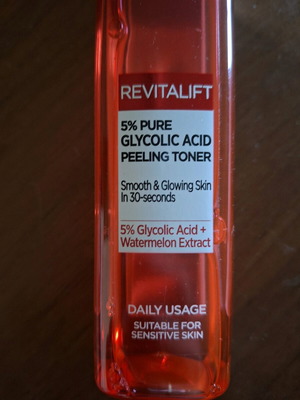 REVITALIFT
5% PURE
GLYCOLIC ACID
PEELING TONER
Smooth & Glowing Skin
In 30-seconds
5% Glycolic Acid +
Watermelon Extract
DAILY USAGE
SUITABLE FOR
SENSITIVE SKIN